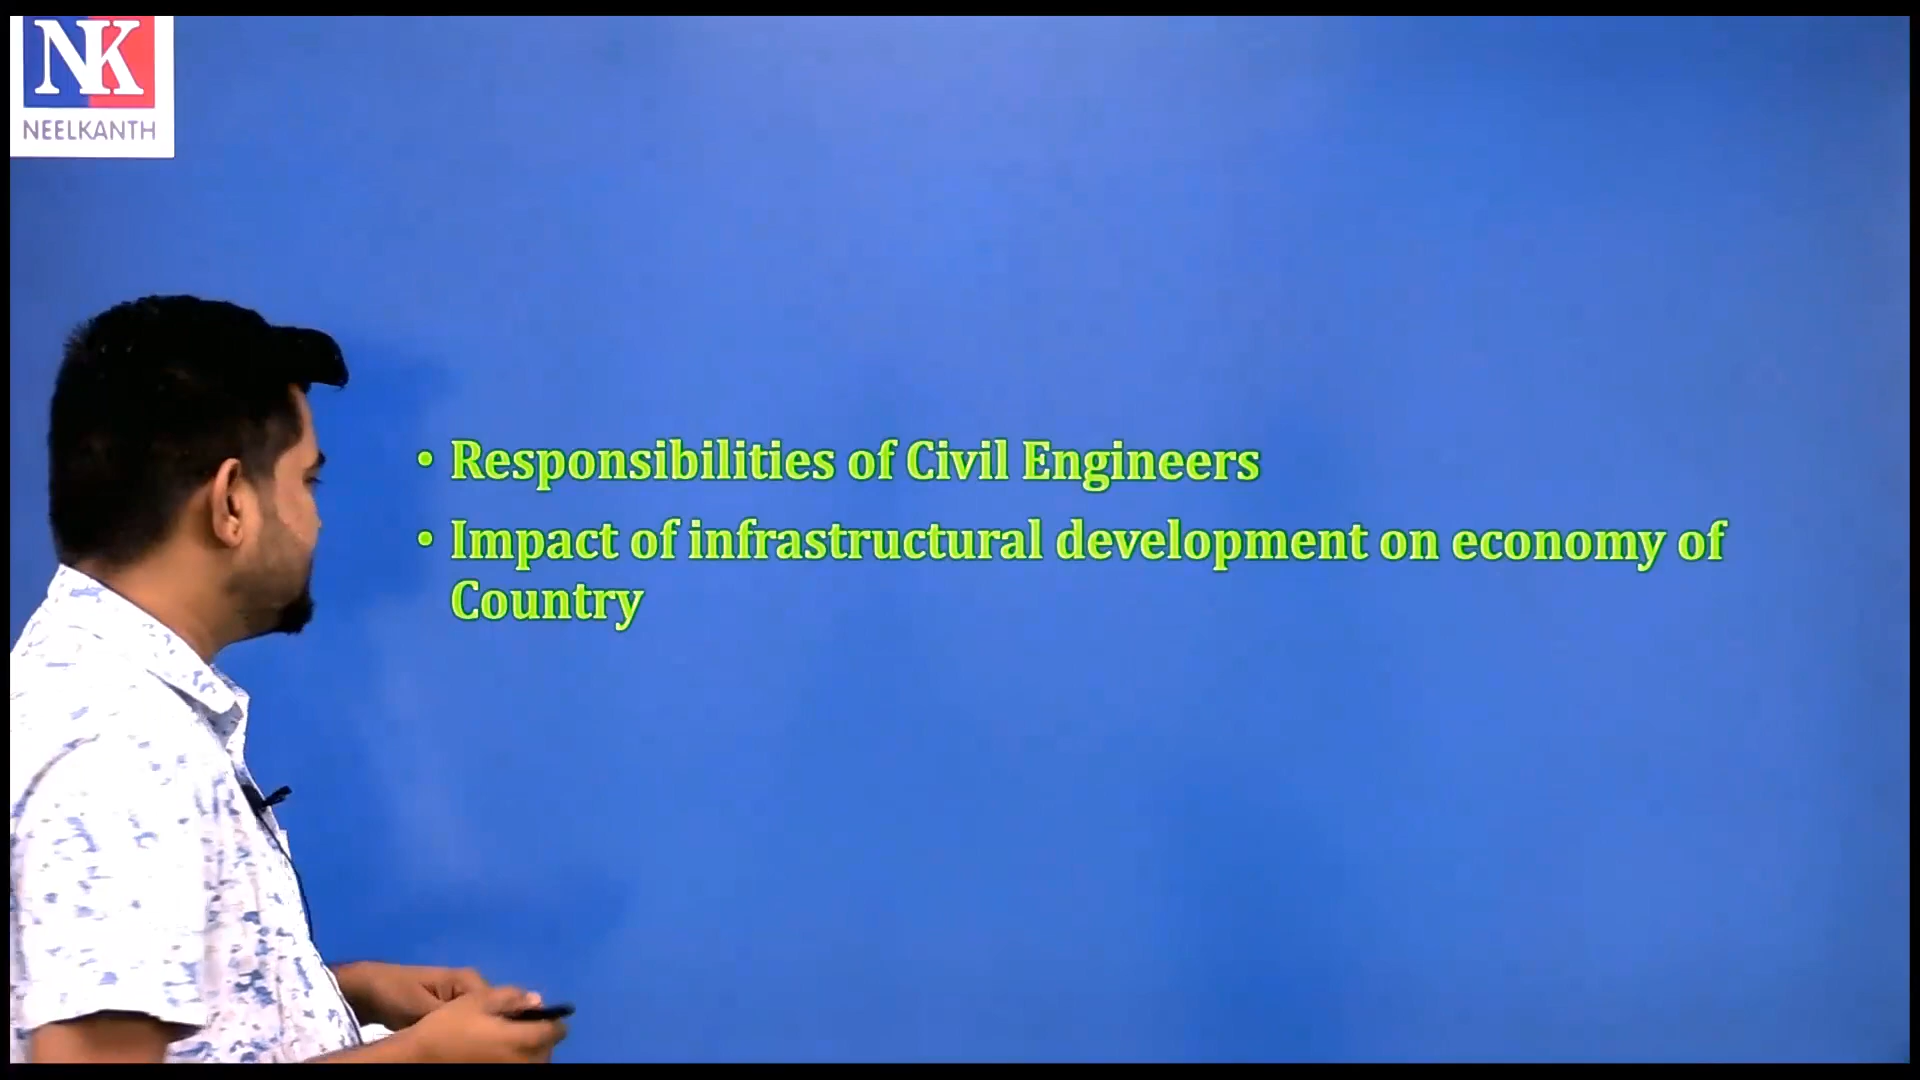 NK
NEELKANTH
• Responsibilities of Civil Engineers
• Impact of infrastructural development on economy of
Country